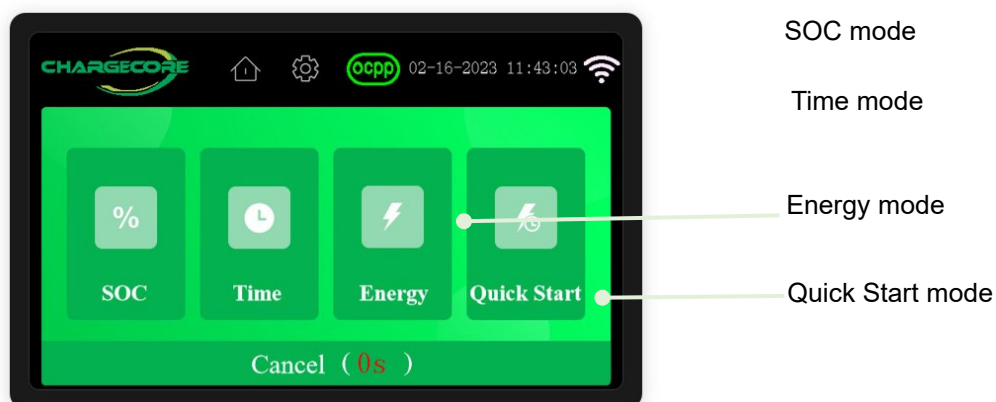 SOC mode
CHARGECORE
ocpp 02-16-2023 11:43:03
Time mode
%
Energy mode
SOC Time Energy Quick Start
Quick Start mode
Cancel ( 0s )